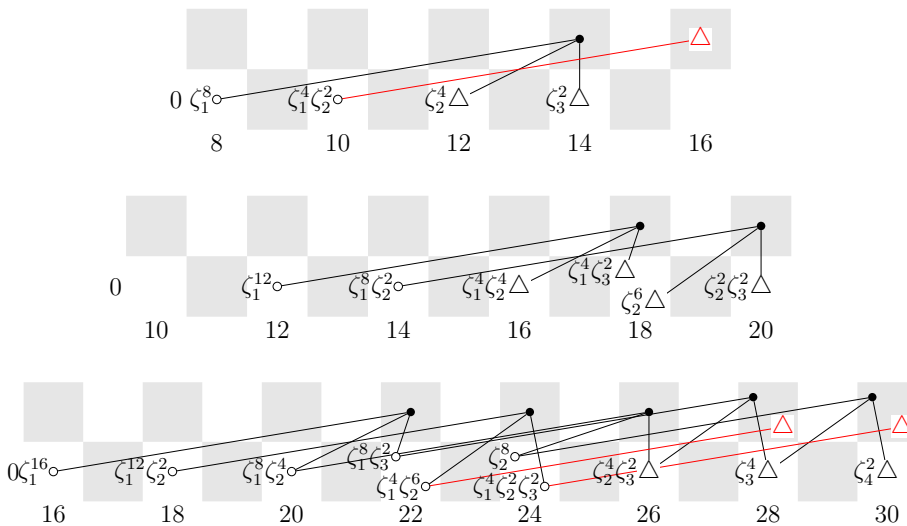 0 ζ₁⁸ ζ₁⁴ζ₂² ζ₂⁴ ζ₃²
8 10 12 14 16
ζ₁¹² ζ₁⁸ζ₂² ζ₁⁴ζ₂⁴ ζ₁⁴ζ₃² ζ₂²ζ₃²
0 ζ₂⁶
10 12 14 16 18 20
ζ₁⁸ζ₃² ζ₂⁸
0 ζ₁¹⁶ ζ₁¹²ζ₂² ζ₁⁸ζ₂⁴ ζ₂⁴ζ₃² ζ₃⁴ ζ₄²
ζ₁⁴ζ₂⁶ ζ₁⁴ζ₂²ζ₃²
16 18 20 22 24 26 28 30